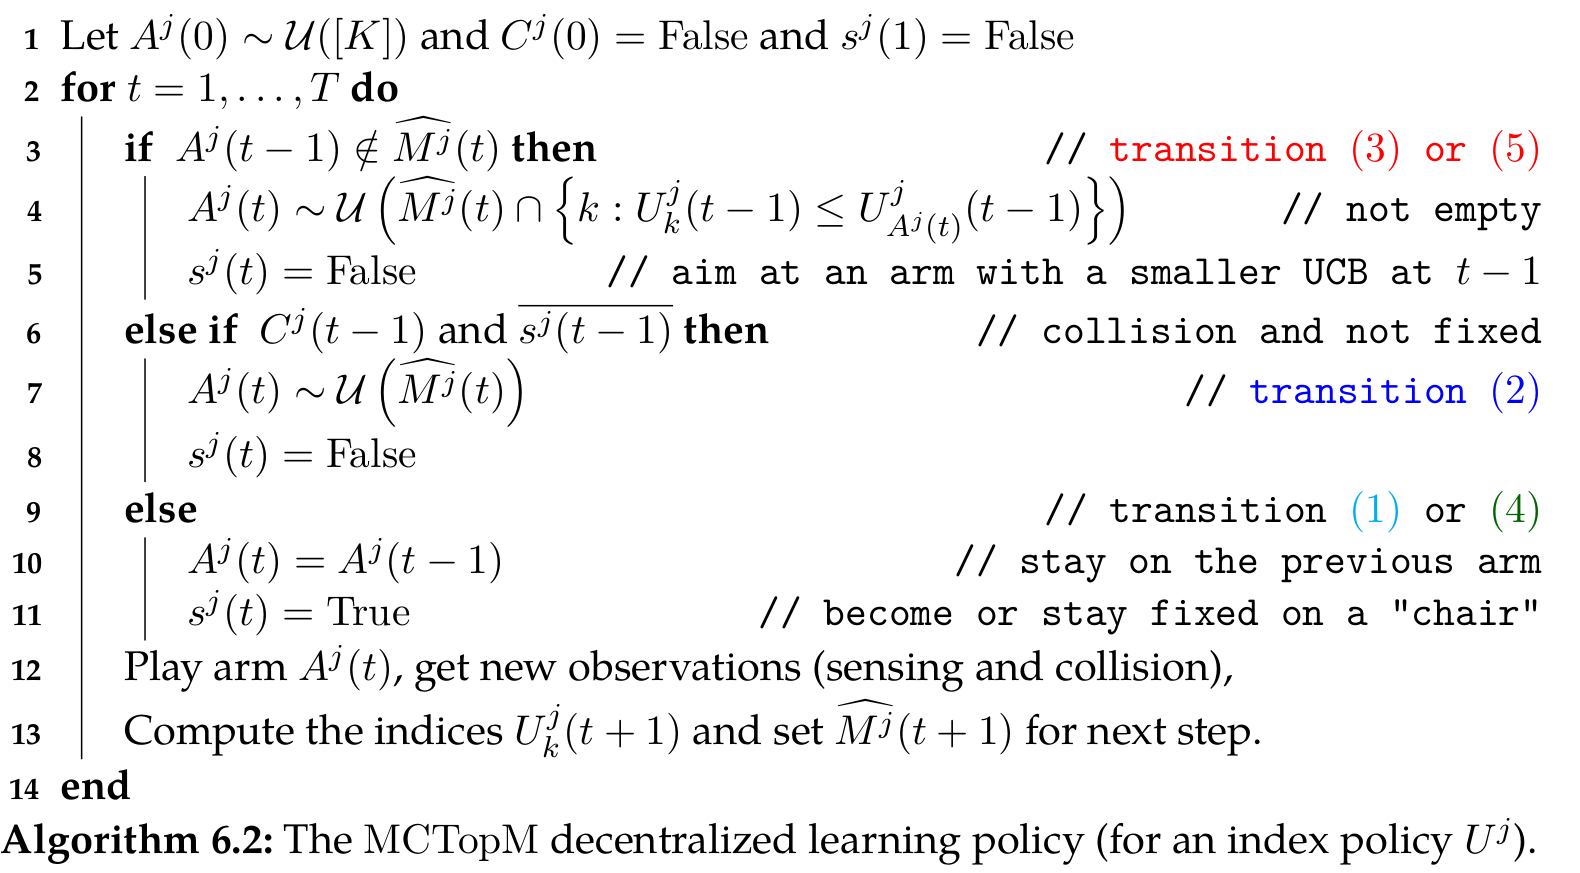 1 Let $A^j(0) \sim \mathcal{U}([K])$ and $C^j(0) = \text{False}$ and $s^j(1) = \text{False}$
2 for $t = 1, \ldots, T$ do
3 if $A^j(t-1) \notin \widehat{M^j}(t)$ then // transition (3) or (5)
4 $A^j(t) \sim \mathcal{U}\left(\widehat{M^j}(t) \cap \left\{k : U^j_k(t-1) \leq U^j_{A^j(t)}(t-1)\right\}\right)$ // not empty
5 $s^j(t) = \text{False}$ // aim at an arm with a smaller UCB at $t-1$
6 else if $C^j(t-1)$ and $\overline{s^j(t-1)}$ then // collision and not fixed
7 $A^j(t) \sim \mathcal{U}\left(\widehat{M^j}(t)\right)$ // transition (2)
8 $s^j(t) = \text{False}$
9 else // transition (1) or (4)
10 $A^j(t) = A^j(t-1)$ // stay on the previous arm
11 $s^j(t) = \text{True}$ // become or stay fixed on a "chair"
12 Play arm $A^j(t)$, get new observations (sensing and collision),
13 Compute the indices $U^j_k(t+1)$ and set $\widehat{M^j}(t+1)$ for next step.
14 end
Algorithm 6.2: The MCTopM decentralized learning policy (for an index policy $U^j$).